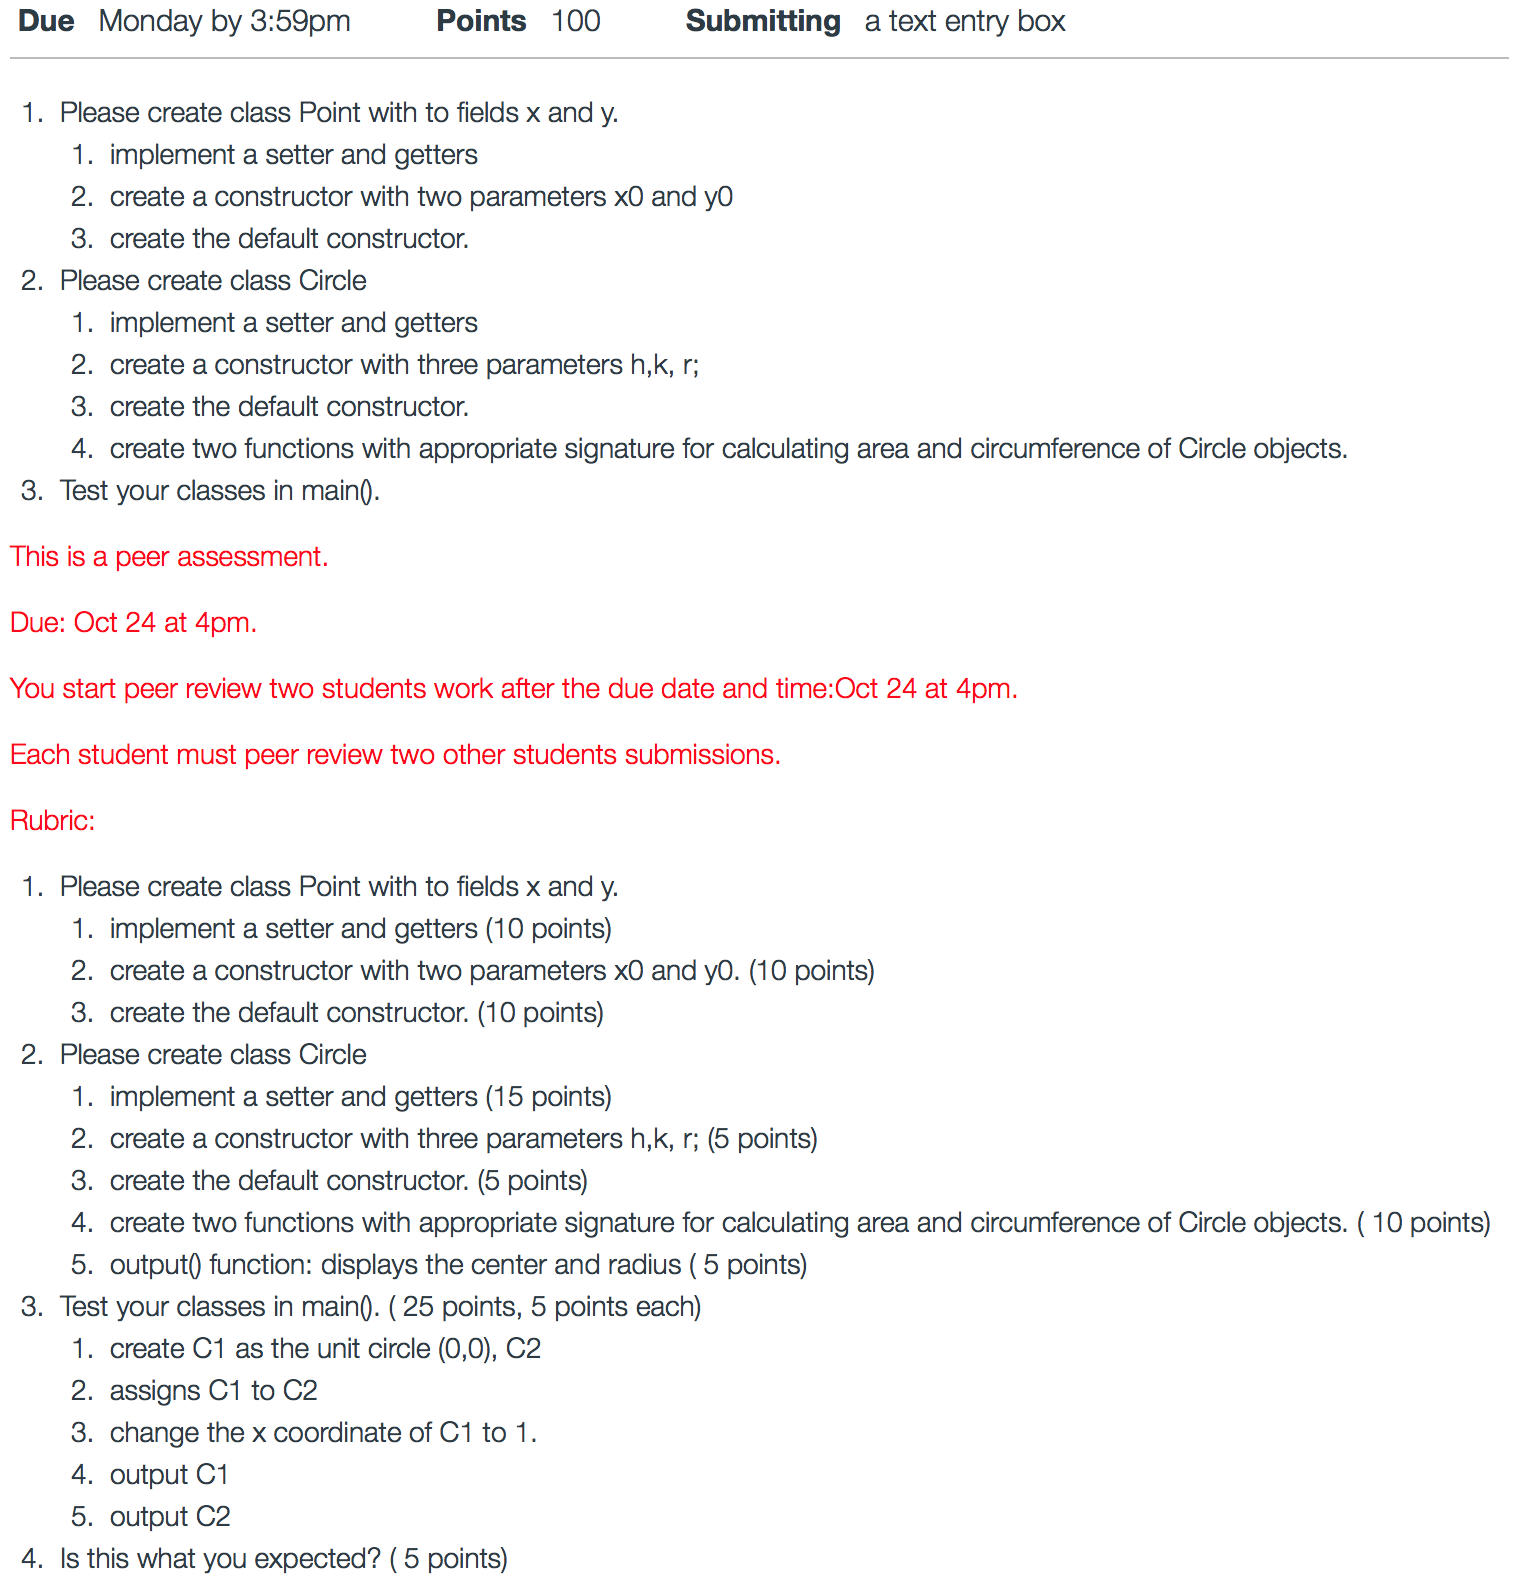 Due Monday by 3:59pm Points 100 Submitting a text entry box
1. Please create class Point with to fields x and y.
1. implement a setter and getters
2. create a constructor with two parameters x0 and y0
3. create the default constructor.
2. Please create class Circle
1. implement a setter and getters
2. create a constructor with three parameters h,k, r;
3. create the default constructor.
4. create two functions with appropriate signature for calculating area and circumference of Circle objects.
3. Test your classes in main().
This is a peer assessment.
Due: Oct 24 at 4pm.
You start peer review two students work after the due date and time:Oct 24 at 4pm.
Each student must peer review two other students submissions.
Rubric:
1. Please create class Point with to fields x and y.
1. implement a setter and getters (10 points)
2. create a constructor with two parameters x0 and y0. (10 points)
3. create the default constructor. (10 points)
2. Please create class Circle
1. implement a setter and getters (15 points)
2. create a constructor with three parameters h,k, r; (5 points)
3. create the default constructor. (5 points)
4. create two functions with appropriate signature for calculating area and circumference of Circle objects. ( 10 points)
5. output() function: displays the center and radius ( 5 points)
3. Test your classes in main(). ( 25 points, 5 points each)
1. create C1 as the unit circle (0,0), C2
2. assigns C1 to C2
3. change the x coordinate of C1 to 1.
4. output C1
5. output C2
4. Is this what you expected? ( 5 points)